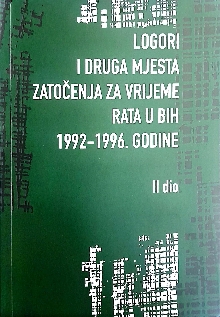 LOGORI
I DRUGA MJESTA
ZATOČENJA ZA VRIJEME
RATA U BIH
1992-1996. GODINE
II dio